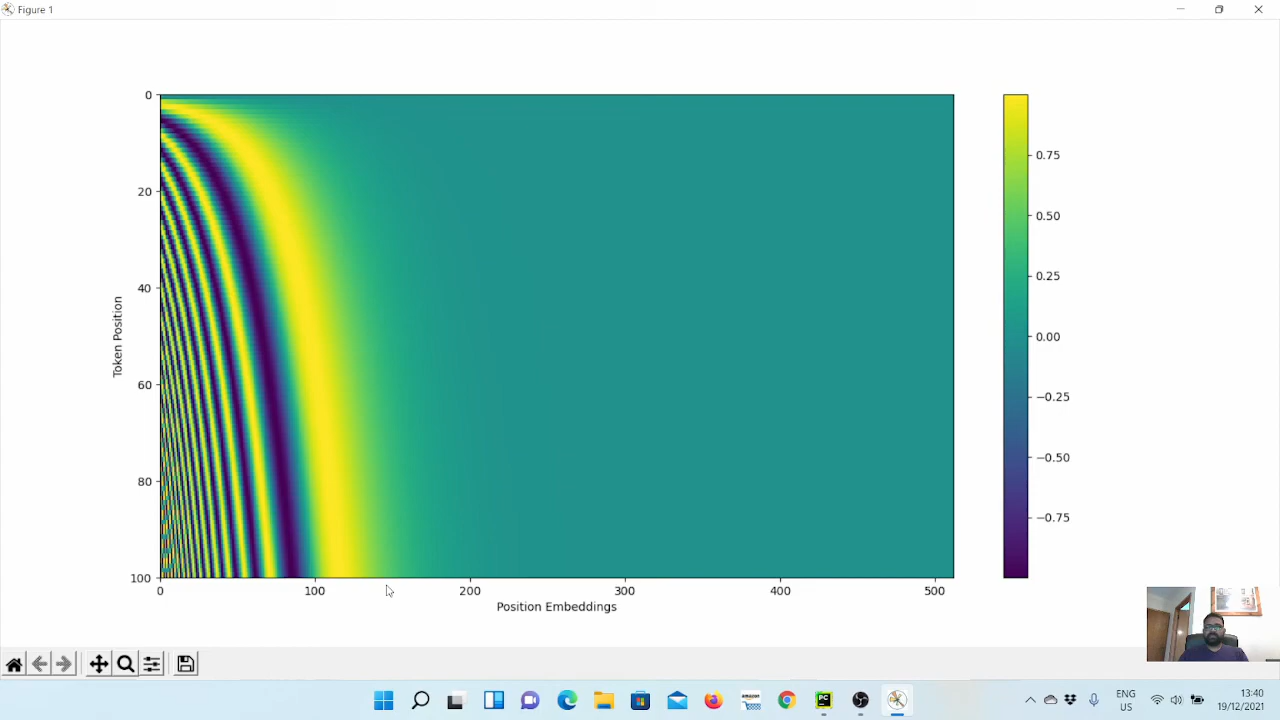 Figure 1
0
20
40
60
80
100
Token Position
0 100 200 300 400 500
Position Embeddings
0.75
0.50
0.25
0.00
−0.25
−0.50
−0.75
amazon
PC
ENG
US
13:40
19/12/2021